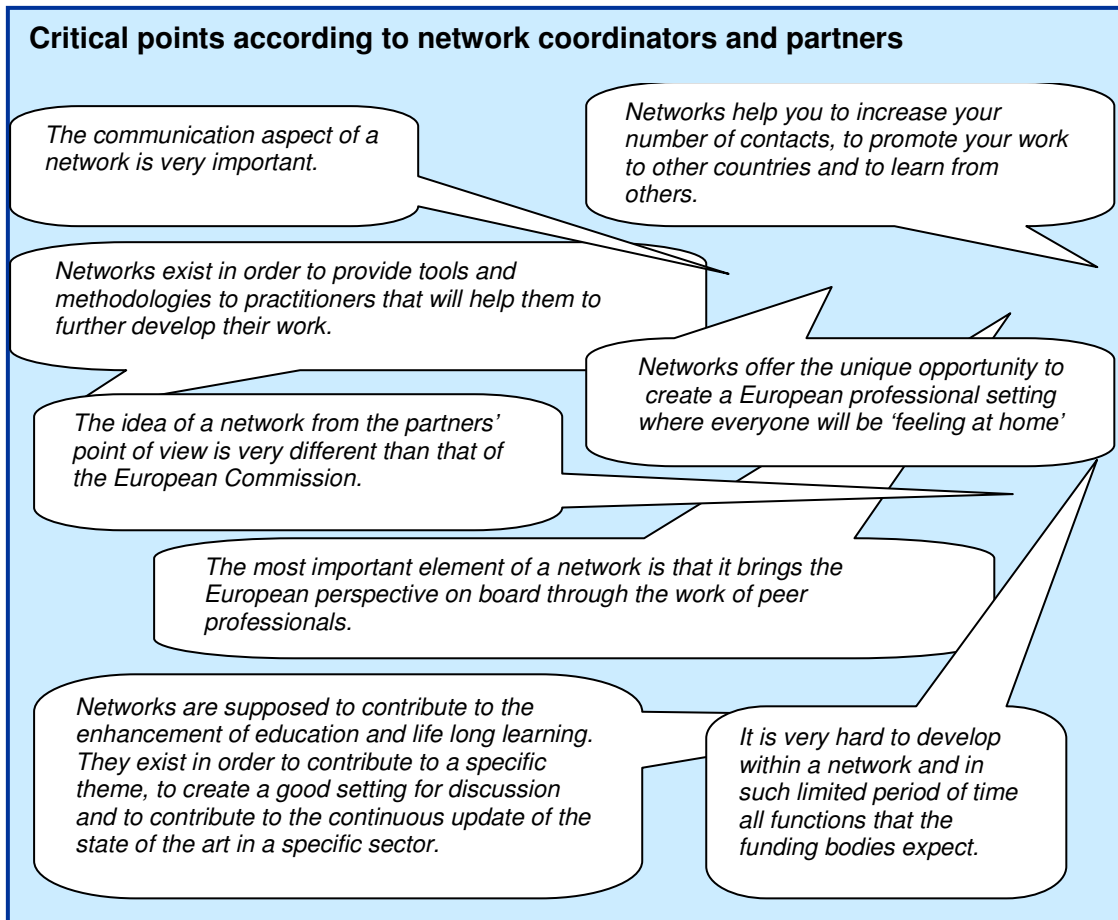 Critical points according to network coordinators and partners
The communication aspect of a
network is very important.
Networks help you to increase your
number of contacts, to promote your work
to other countries and to learn from
others.
Networks exist in order to provide tools and
methodologies to practitioners that will help them to
further develop their work.
Networks offer the unique opportunity to
create a European professional setting
where everyone will be ‘feeling at home’
The idea of a network from the partners’
point of view is very different than that of
the European Commission.
The most important element of a network is that it brings the
European perspective on board through the work of peer
professionals.
Networks are supposed to contribute to the
enhancement of education and life long learning.
They exist in order to contribute to a specific
theme, to create a good setting for discussion
and to contribute to the continuous update of the
state of the art in a specific sector.
It is very hard to develop
within a network and in
such limited period of time
all functions that the
funding bodies expect.